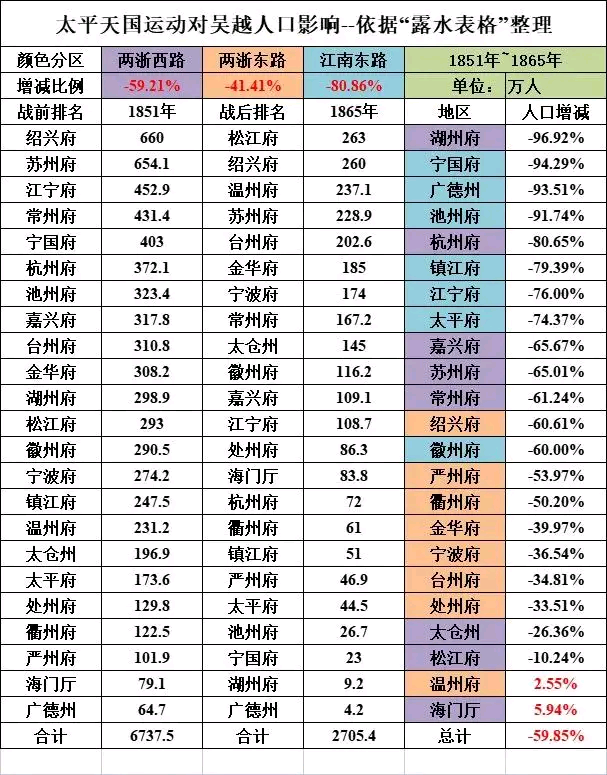 太平天国运动对吴越人口影响--依据“露水表格”整理
颜色分区 两浙西路 两浙东路 江南东路 1851年~1865年
增减比例 -59.21% -41.41% -80.86% 单位： 万人
战前排名 1851年 战后排名 1865年 地区 人口增减
绍兴府 660 松江府 263 湖州府 -96.92%
苏州府 654.1 绍兴府 260 宁国府 -94.29%
江宁府 452.9 温州府 237.1 广德州 -93.51%
常州府 431.4 苏州府 228.9 池州府 -91.74%
宁国府 403 台州府 202.6 杭州府 -80.65%
杭州府 372.1 金华府 185 镇江府 -79.39%
池州府 323.4 宁波府 174 江宁府 -76.00%
嘉兴府 317.8 常州府 167.2 太平府 -74.37%
台州府 310.8 太仓州 145 嘉兴府 -65.67%
金华府 308.2 徽州府 116.2 苏州府 -65.01%
湖州府 298.9 嘉兴府 109.1 常州府 -61.24%
松江府 293 江宁府 108.7 绍兴府 -60.61%
徽州府 290.5 处州府 86.3 徽州府 -60.00%
宁波府 274.2 海门厅 83.8 严州府 -53.97%
镇江府 247.5 杭州府 72 衢州府 -50.20%
温州府 231.2 衢州府 61 金华府 -39.97%
太仓州 196.9 镇江府 51 宁波府 -36.54%
太平府 173.6 严州府 46.9 台州府 -34.81%
处州府 129.8 太平府 44.5 处州府 -33.51%
衢州府 122.5 池州府 26.7 太仓州 -26.36%
严州府 101.9 宁国府 23 松江府 -10.24%
海门厅 79.1 湖州府 9.2 温州府 2.55%
广德州 64.7 广德州 4.2 海门厅 5.94%
合计 6737.5 合计 2705.4 总计 -59.85%